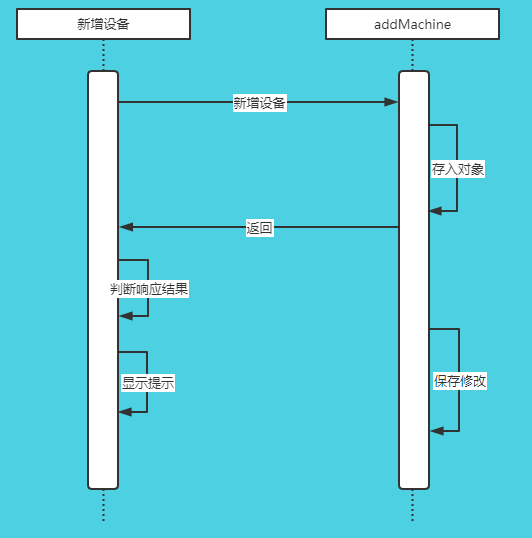 新增设备
addMachine
新增设备
存入对象
返回
判断响应结果
显示提示
保存修改